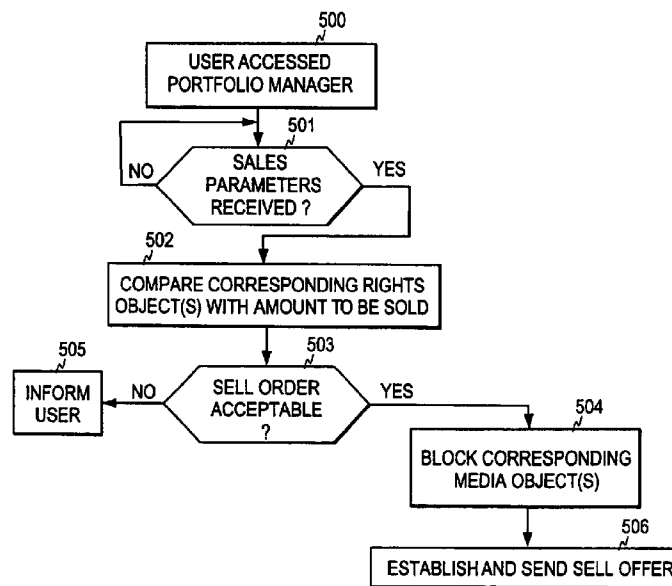 500
USER ACCESSED
PORTFOLIO MANAGER
501
NO
SALES
PARAMETERS
RECEIVED ?
YES
502
COMPARE CORRESPONDING RIGHTS
OBJECT(S) WITH AMOUNT TO BE SOLD
503
505
INFORM
USER
NO
SELL ORDER
ACCEPTABLE
?
YES
504
BLOCK CORRESPONDING
MEDIA OBJECT(S)
506
ESTABLISH AND SEND SELL OFFER